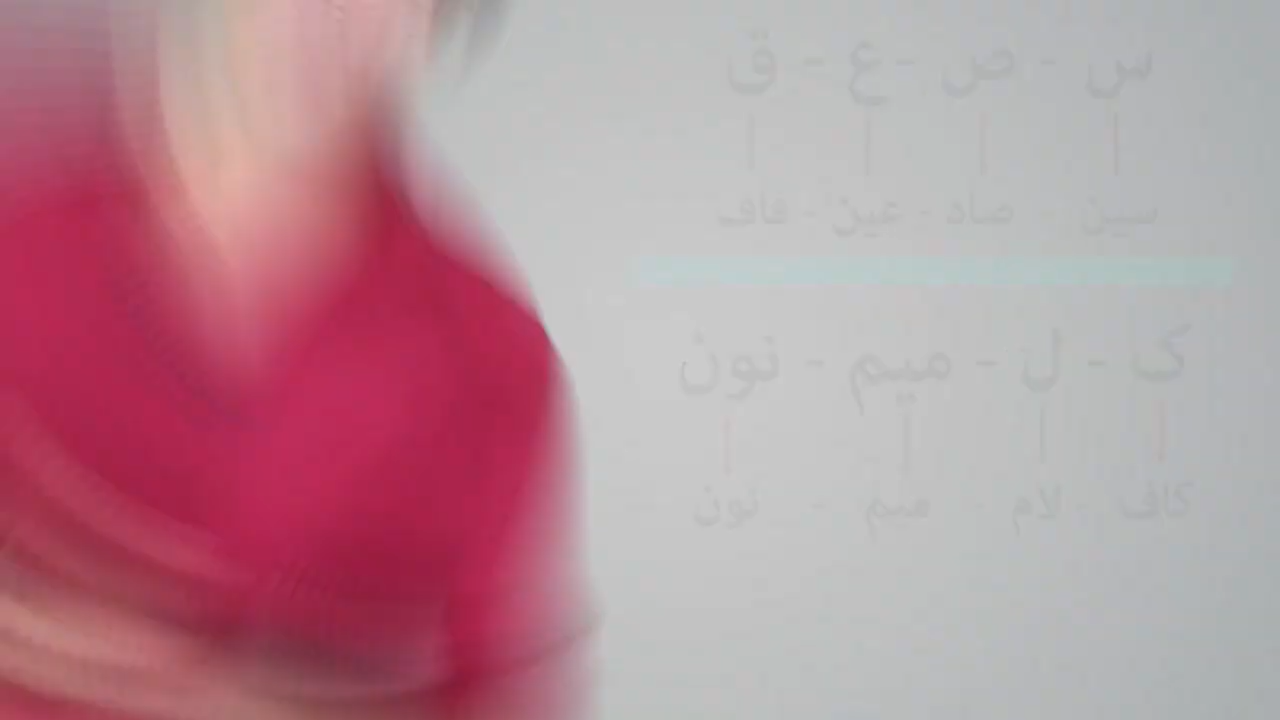 س - ص - ع - ق
سین - صاد - عین - قاف
ک - ل - میم - نون
کاف - لام - میم - نون